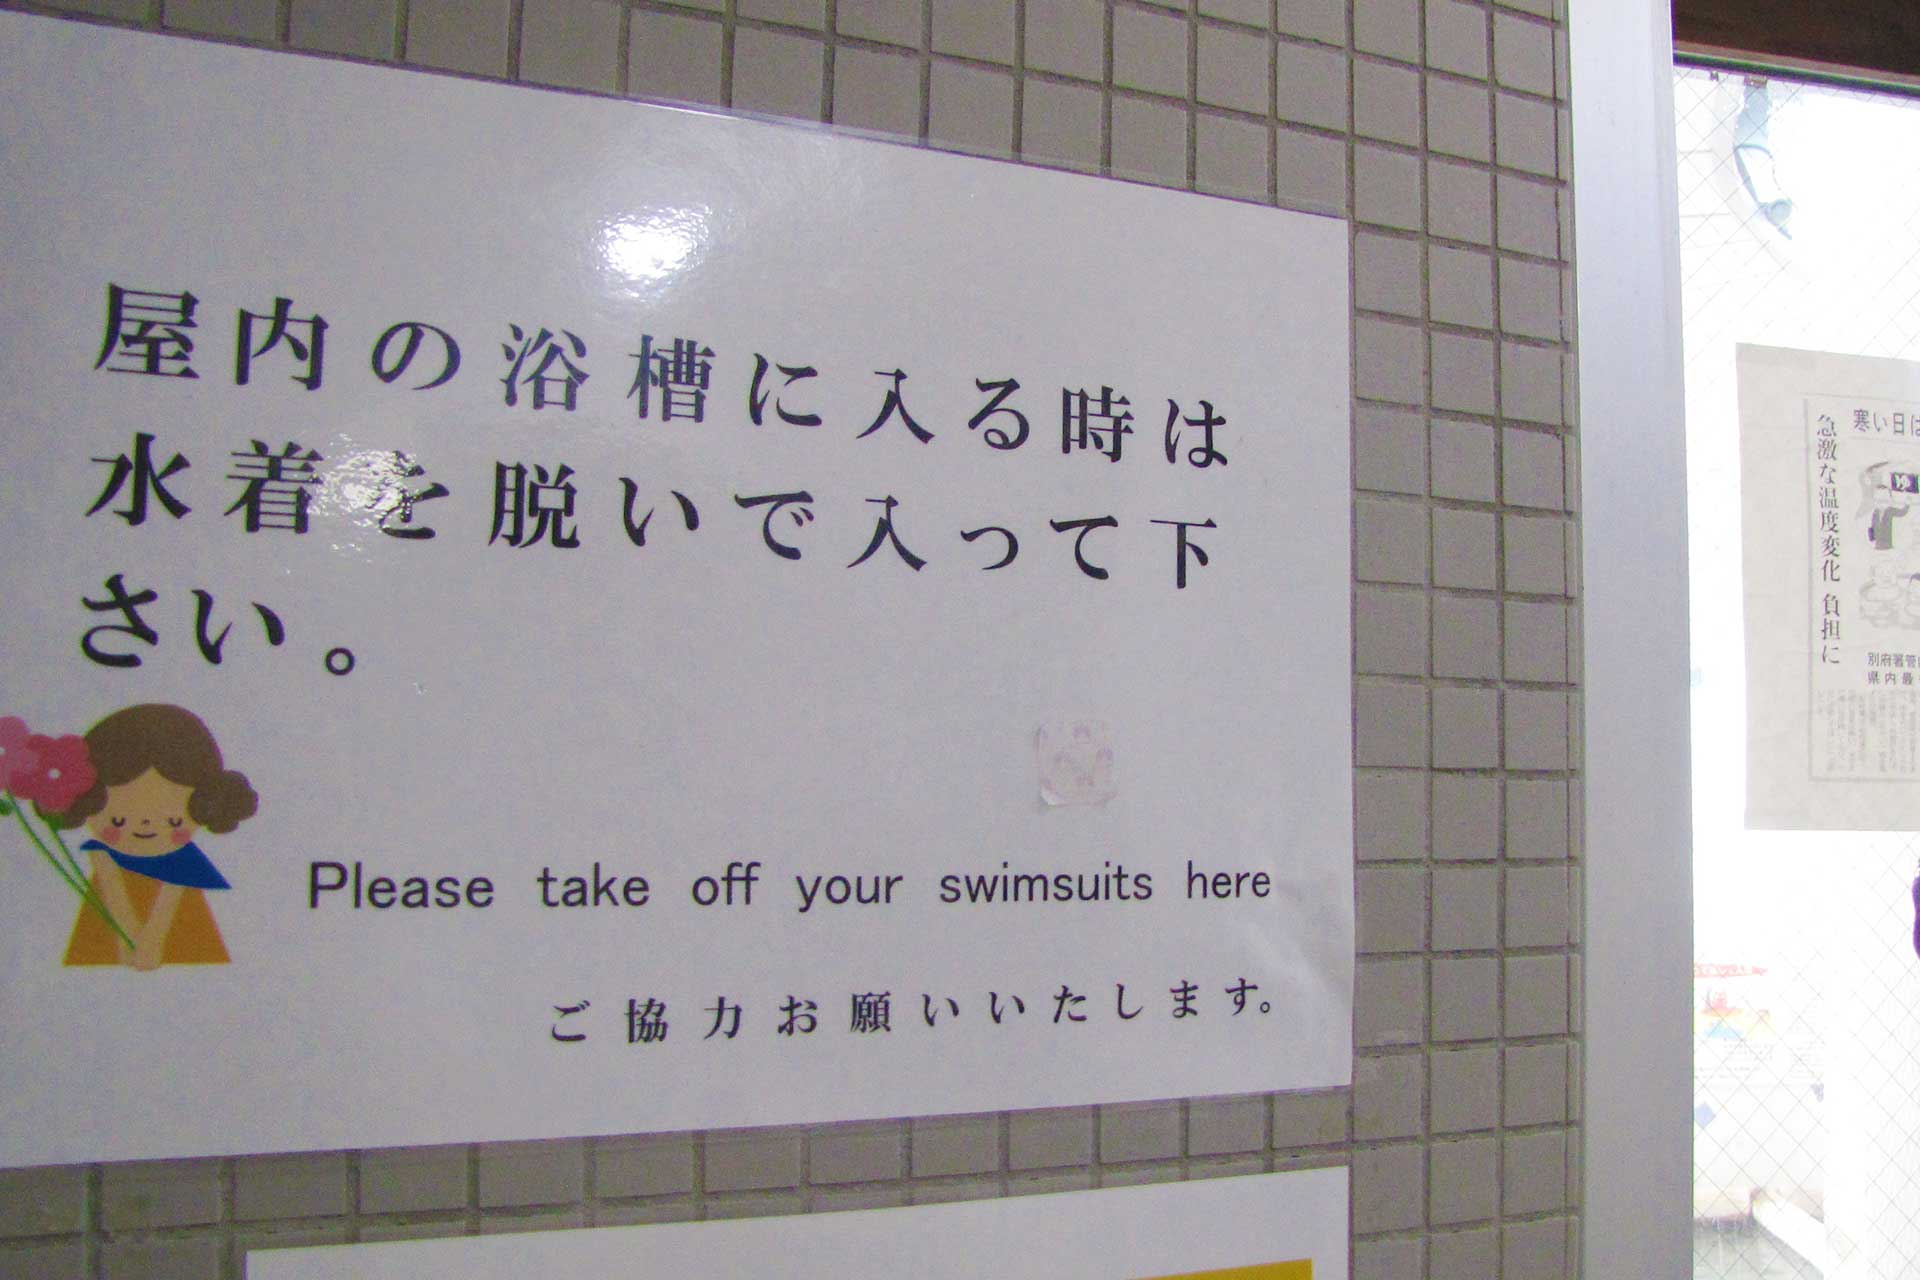 屋内の浴槽に入る時は
水着を脱いで入って下
さい。
Please take off your swimsuits here
ご協力お願いいたします。
寒い日は
急激な温度変化 負担に
ゆ
別府署管
県内最